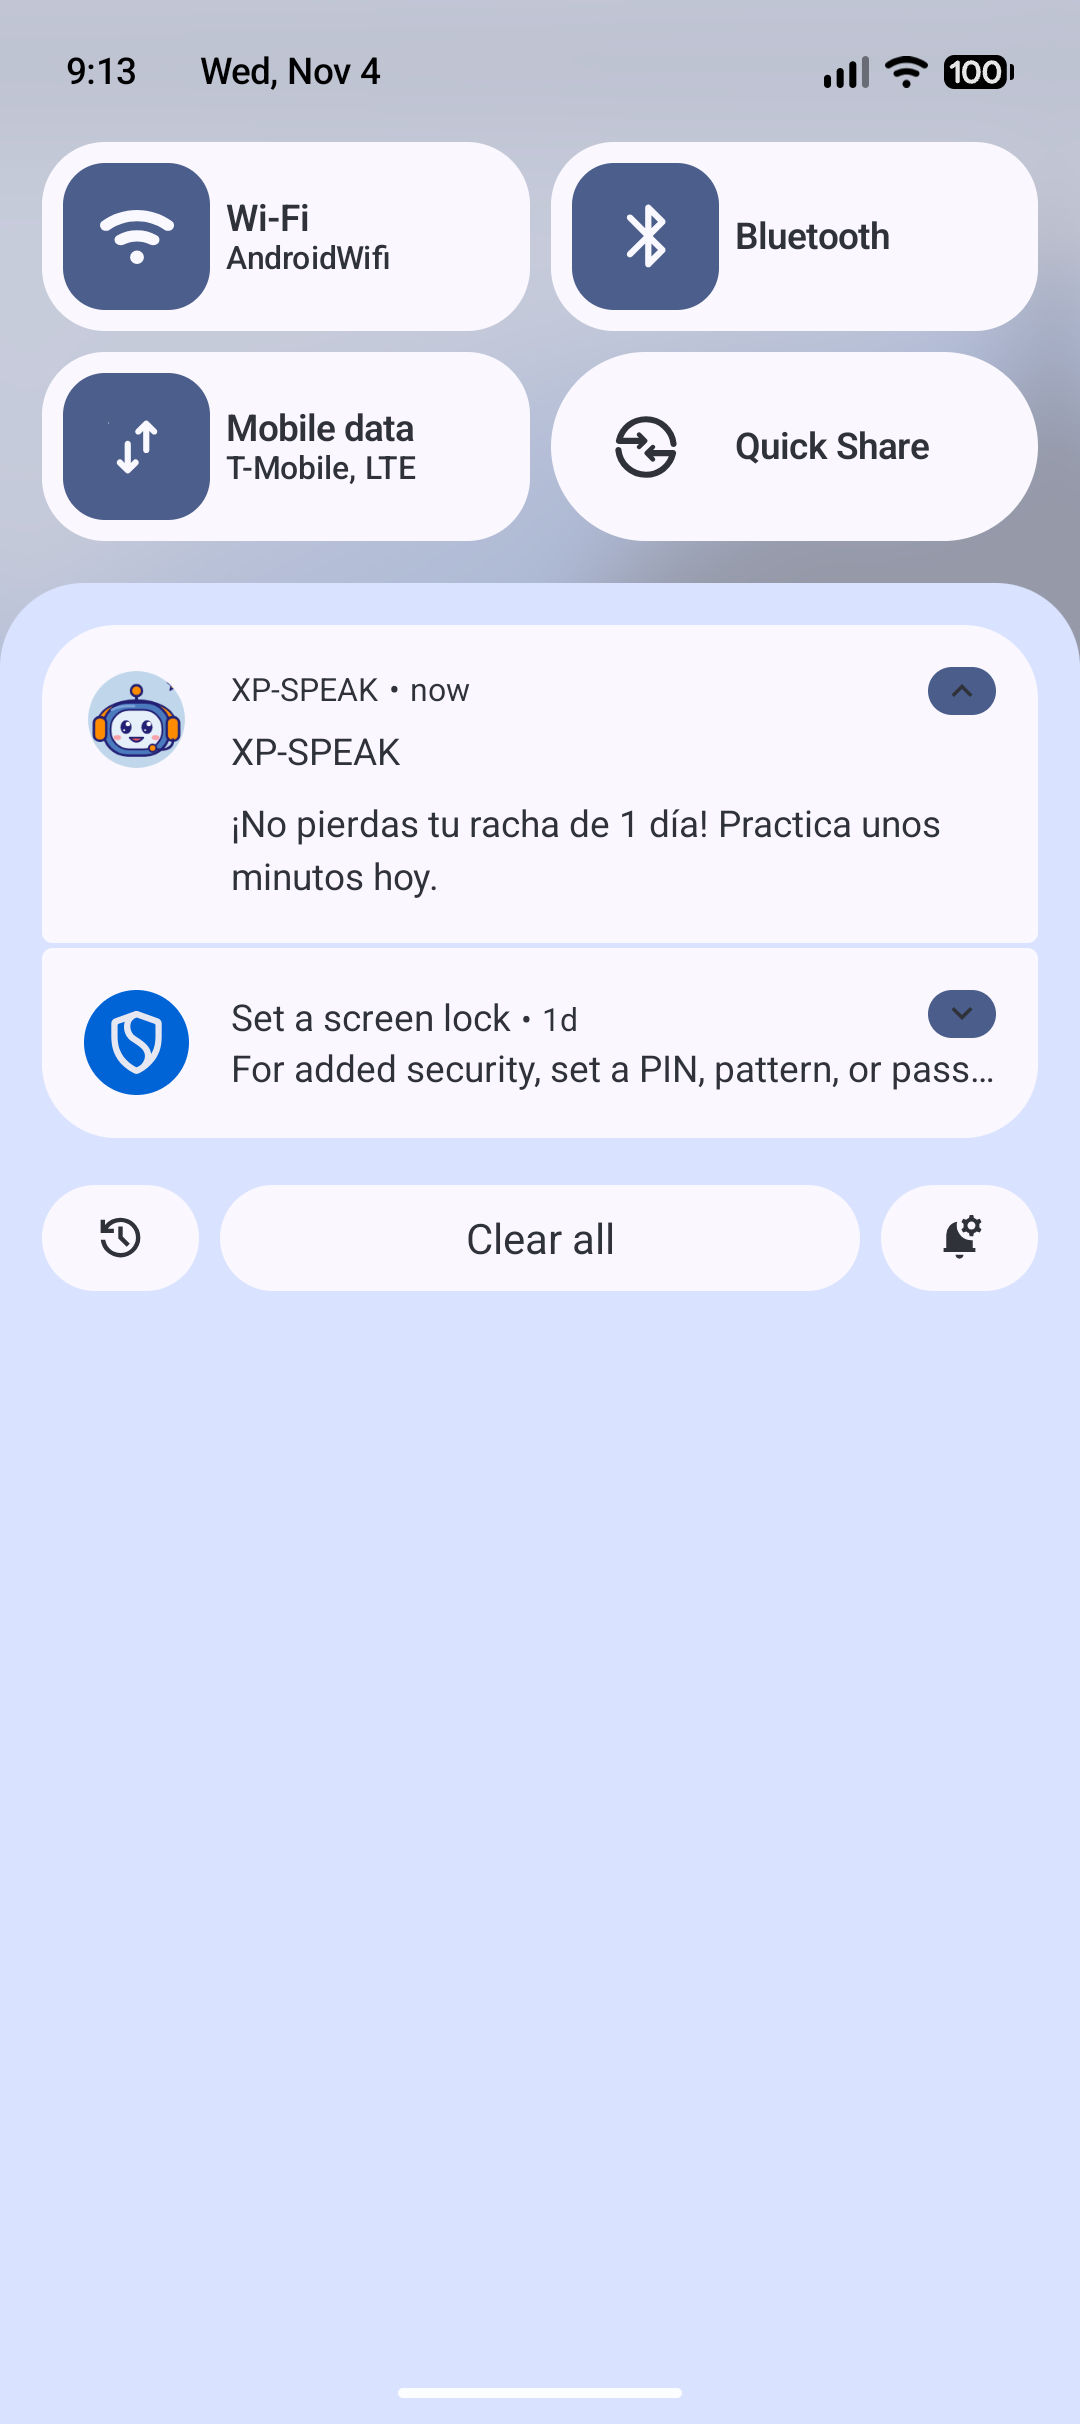 9:13 Wed, Nov 4 100
Wi-Fi
AndroidWifi
Bluetooth
Mobile data
T-Mobile, LTE
Quick Share
XP-SPEAK • now
XP-SPEAK
¡No pierdas tu racha de 1 día! Practica unos
minutos hoy.
Set a screen lock • 1d
For added security, set a PIN, pattern, or pass…
Clear all